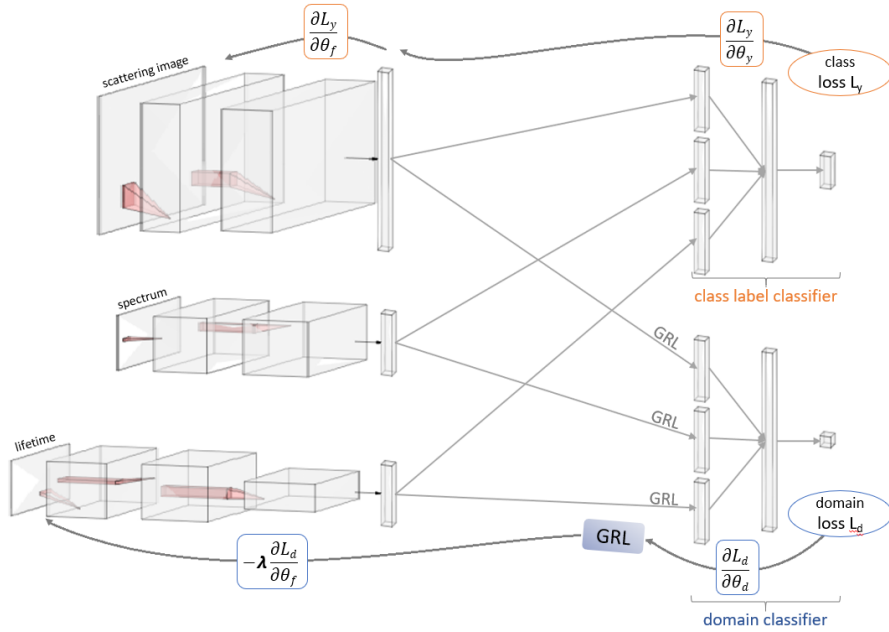 ∂L_y
∂θ_f
∂L_y
∂θ_y
class
loss L_y
scattering image
class label classifier
spectrum
GRL
GRL
lifetime
GRL
domain
loss L_d
GRL
-λ ∂L_d
∂θ_f
∂L_d
∂θ_d
domain classifier